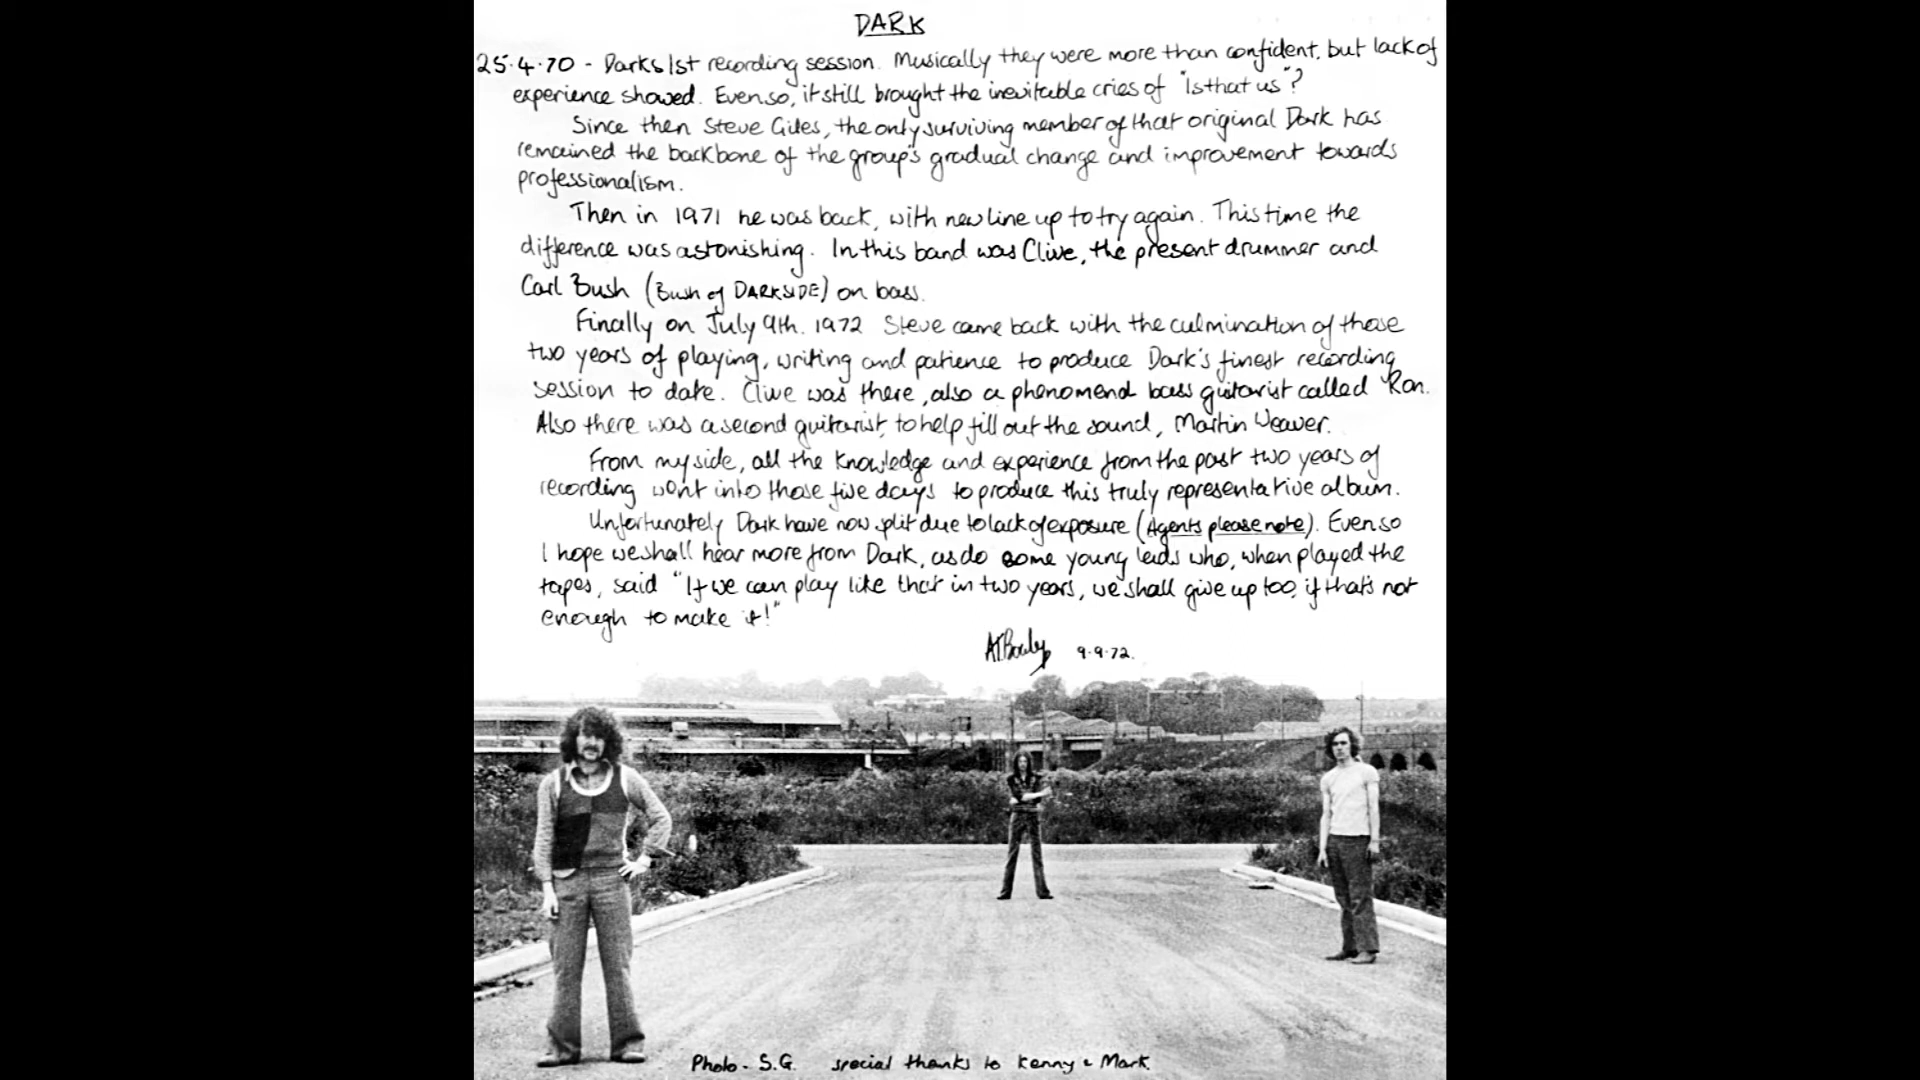 DARK
25.4.70 - Darks 1st recording session. Musically they were more than confident, but lack of
experience showed. Even so, it still brought the inevitable cries of "Is that us"?
Since then Steve Giles, the only surviving member of that original Dark has
remained the backbone of the group's gradual change and improvement towards
professionalism.
Then in 1971 he was back, with new line up to try again. This time the
difference was astonishing. In this band was Clive, the present drummer and
Carl Bush (Bush of DARKSIDE) on bass.
Finally on July 9th. 1972 Steve came back with the culmination of those
two years of playing, writing and patience to produce Dark's finest recording
session to date. Clive was there, also a phenomenal bass guitarist called Ron.
Also there was a second guitarist, to help fill out the sound, Martin Weaver.
From my side, all the knowledge and experience from the past two years of
recording went into those five days to produce this truly representative album.
Unfortunately Dark have now split due to lack of exposure (Agents please note). Even so
I hope we shall hear more from Dark, as do some young lads who, when played the
tapes, said "If we can play like that in two years, we shall give up too, if that's not
enough to make it!"
9.9.72.
Photo - S.G. special thanks to Kenny & Mark.